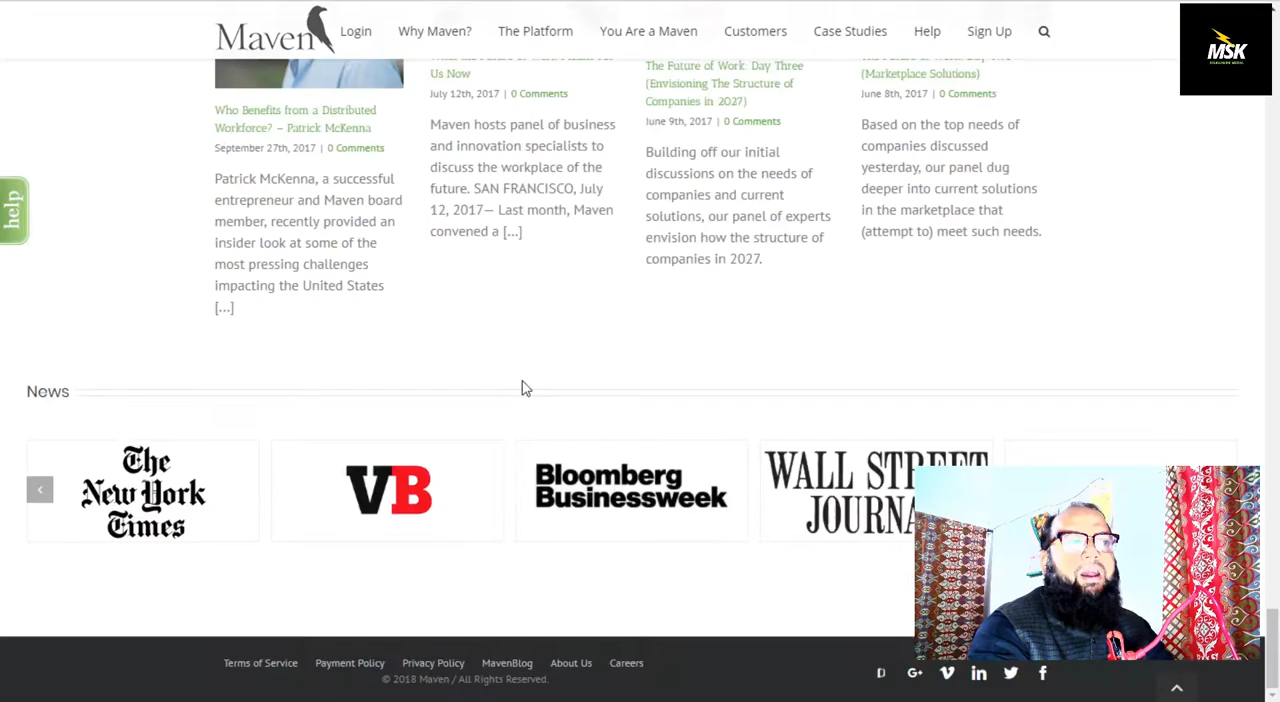 Maven
Login
Why Maven?
The Platform
You Are a Maven
Customers
Case Studies
Help
Sign Up
MSK
help
Who Benefits from a Distributed
Workforce? – Patrick McKenna
September 27th, 2017 | 0 Comments
Patrick McKenna, a successful
entrepreneur and Maven board
member, recently provided an
insider look at some of the
most pressing challenges
impacting the United States
[...]
Us Now
July 12th, 2017 | 0 Comments
Maven hosts panel of business
and innovation specialists to
discuss the workplace of the
future. SAN FRANCISCO, July
12, 2017— Last month, Maven
convened a [...]
The Future of Work: Day Three
(Envisioning The Structure of
Companies in 2027)
June 9th, 2017 | 0 Comments
Building off our initial
discussions on the needs of
companies and current
solutions, our panel of experts
envision how the structure of
companies in 2027.
(Marketplace Solutions)
June 8th, 2017 | 0 Comments
Based on the top needs of
companies discussed
yesterday, our panel dug
deeper into current solutions
in the marketplace that
(attempt to) meet such needs.
News
The
New York
Times
VB
Bloomberg
Businessweek
WALL STREET
JOURNA
Terms of Service
Payment Policy
Privacy Policy
MavenBlog
About Us
Careers
© 2018 Maven / All Rights Reserved.